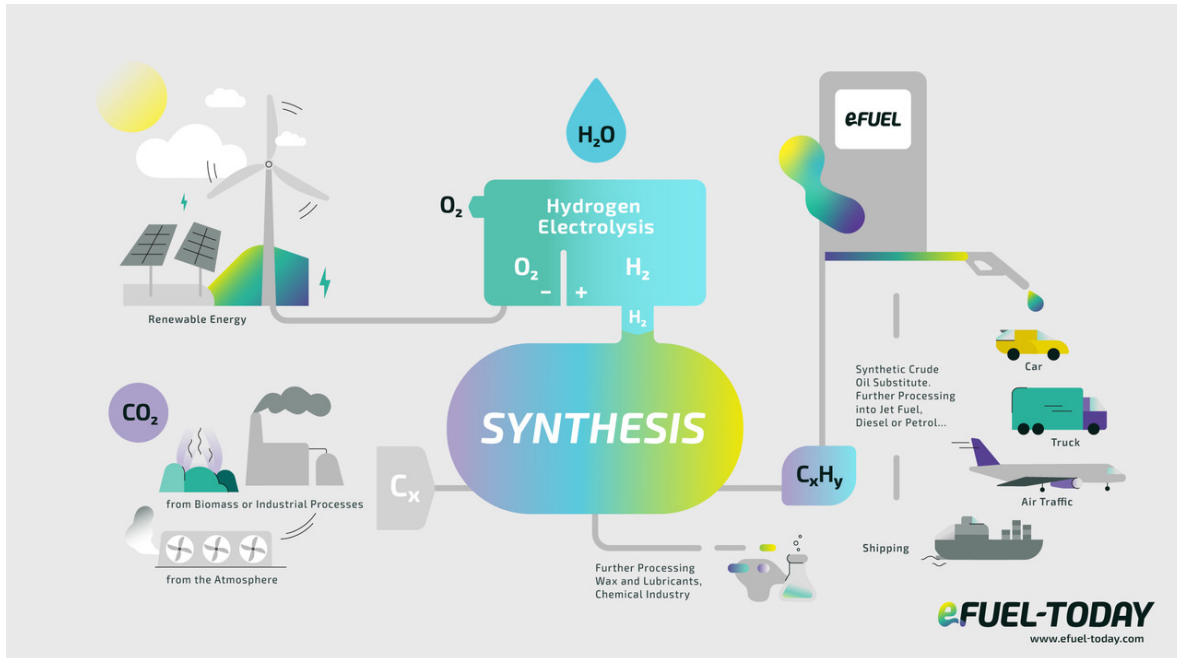 eFUEL
H₂O
O₂
Hydrogen
Electrolysis
O₂
H₂
− +
H₂
Renewable Energy
CO₂
from Biomass or Industrial Processes
from the Atmosphere
Cₓ
SYNTHESIS
CₓHᵧ
Further Processing
Wax and Lubricants,
Chemical Industry
Synthetic Crude
Oil Substitute.
Further Processing
into Jet Fuel,
Diesel or Petrol...
Car
Truck
Air Traffic
Shipping
eFUEL-TODAY
www.efuel-today.com